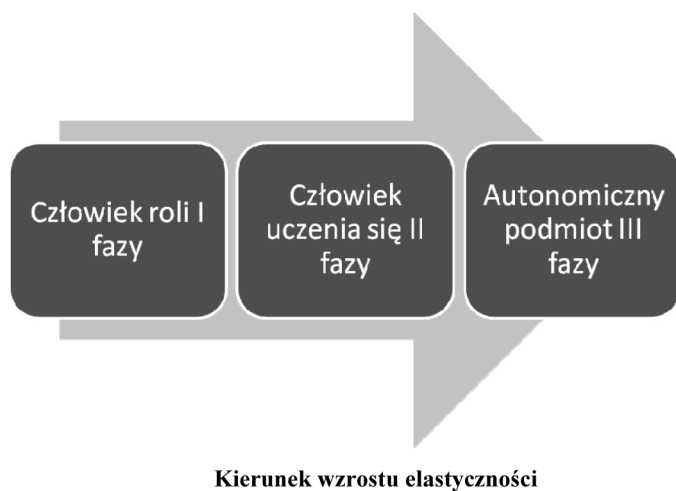 Człowiek roli I
fazy
Człowiek
uczenia się II
fazy
Autonomiczny
podmiot III
fazy
Kierunek wzrostu elastyczności